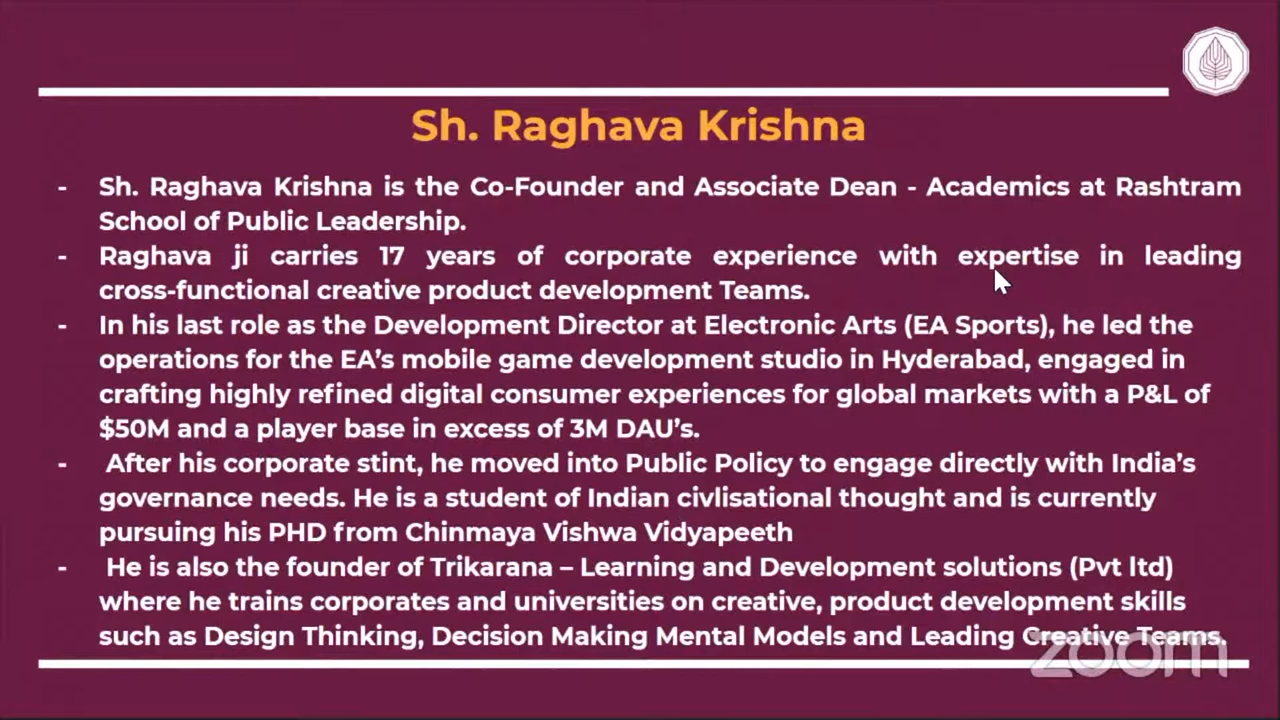 Sh. Raghava Krishna
- Sh. Raghava Krishna is the Co-Founder and Associate Dean - Academics at Rashtram
School of Public Leadership.
- Raghava ji carries 17 years of corporate experience with expertise in leading
cross-functional creative product development Teams.
- In his last role as the Development Director at Electronic Arts (EA Sports), he led the
operations for the EA's mobile game development studio in Hyderabad, engaged in
crafting highly refined digital consumer experiences for global markets with a P&L of
$50M and a player base in excess of 3M DAU's.
- After his corporate stint, he moved into Public Policy to engage directly with India's
governance needs. He is a student of Indian civlisational thought and is currently
pursuing his PHD from Chinmaya Vishwa Vidyapeeth
- He is also the founder of Trikarana – Learning and Development solutions (Pvt ltd)
where he trains corporates and universities on creative, product development skills
such as Design Thinking, Decision Making Mental Models and Leading Creative Teams.
zoom